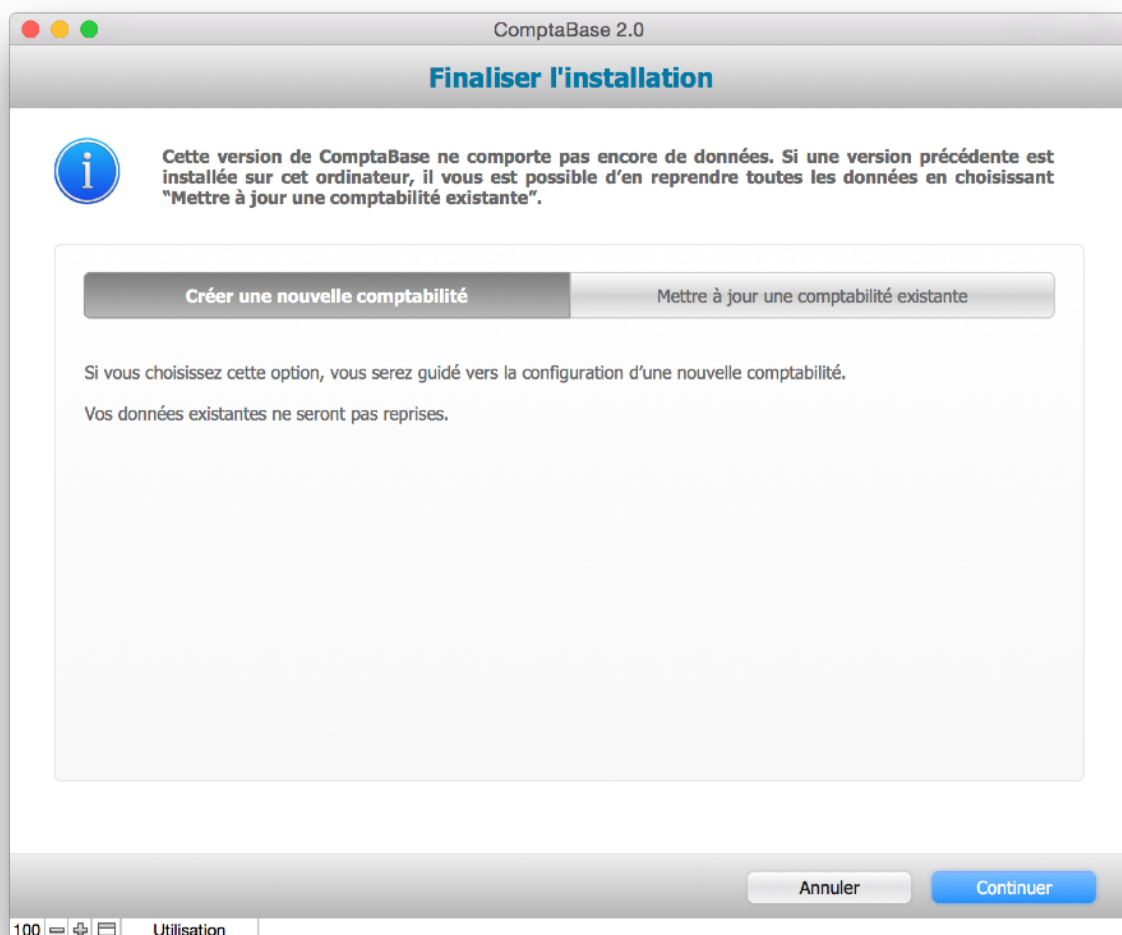 ComptaBase 2.0
Finaliser l'installation
Cette version de ComptaBase ne comporte pas encore de données. Si une version précédente est
installée sur cet ordinateur, il vous est possible d’en reprendre toutes les données en choisissant
“Mettre à jour une comptabilité existante”.
Créer une nouvelle comptabilité
Mettre à jour une comptabilité existante
Si vous choisissez cette option, vous serez guidé vers la configuration d’une nouvelle comptabilité.
Vos données existantes ne seront pas reprises.
Annuler
Continuer
100
Utilisation